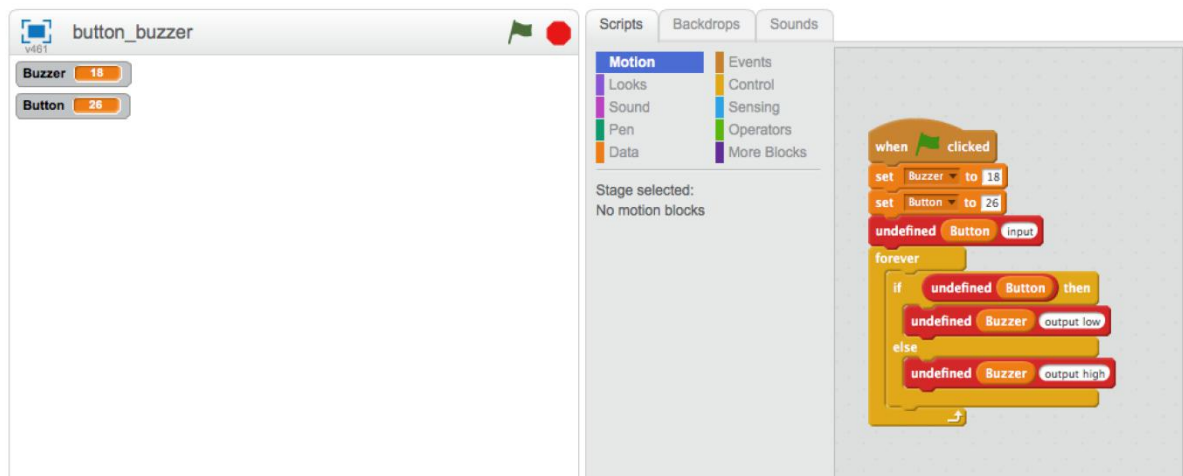 button_buzzer
v461
Buzzer 18
Button 26
Scripts Backdrops Sounds
Motion Events
Looks Control
Sound Sensing
Pen Operators
Data More Blocks
Stage selected:
No motion blocks
when clicked
set Buzzer to 18
set Button to 26
undefined Button input
forever
if undefined Button then
undefined Buzzer output low
else
undefined Buzzer output high